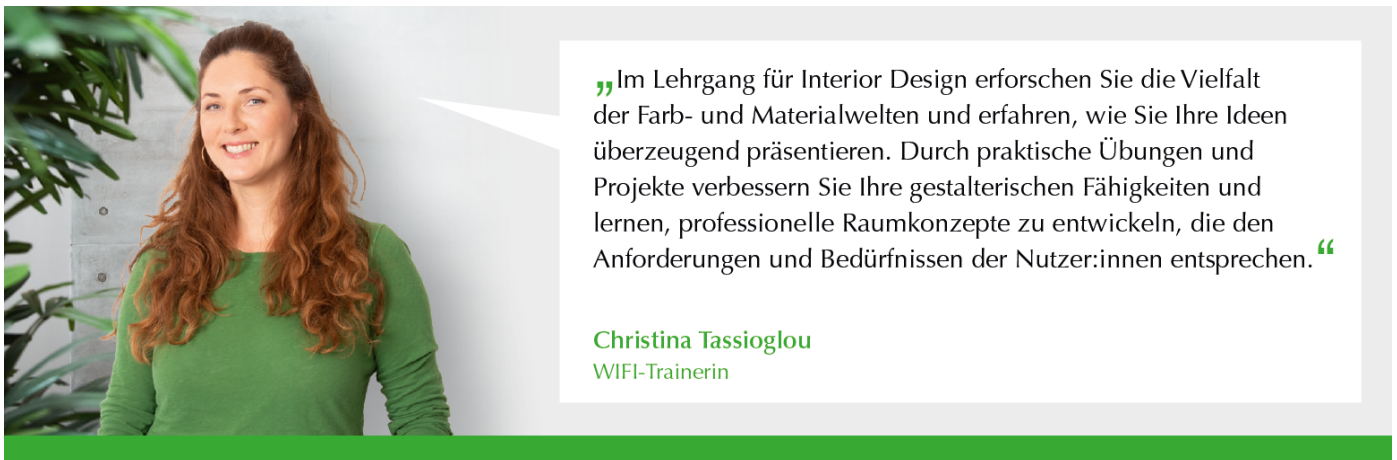 „Im Lehrgang für Interior Design erforschen Sie die Vielfalt
der Farb- und Materialwelten und erfahren, wie Sie Ihre Ideen
überzeugend präsentieren. Durch praktische Übungen und
Projekte verbessern Sie Ihre gestalterischen Fähigkeiten und
lernen, professionelle Raumkonzepte zu entwickeln, die den
Anforderungen und Bedürfnissen der Nutzer:innen entsprechen.“
Christina Tassioglou
WIFI-Trainerin